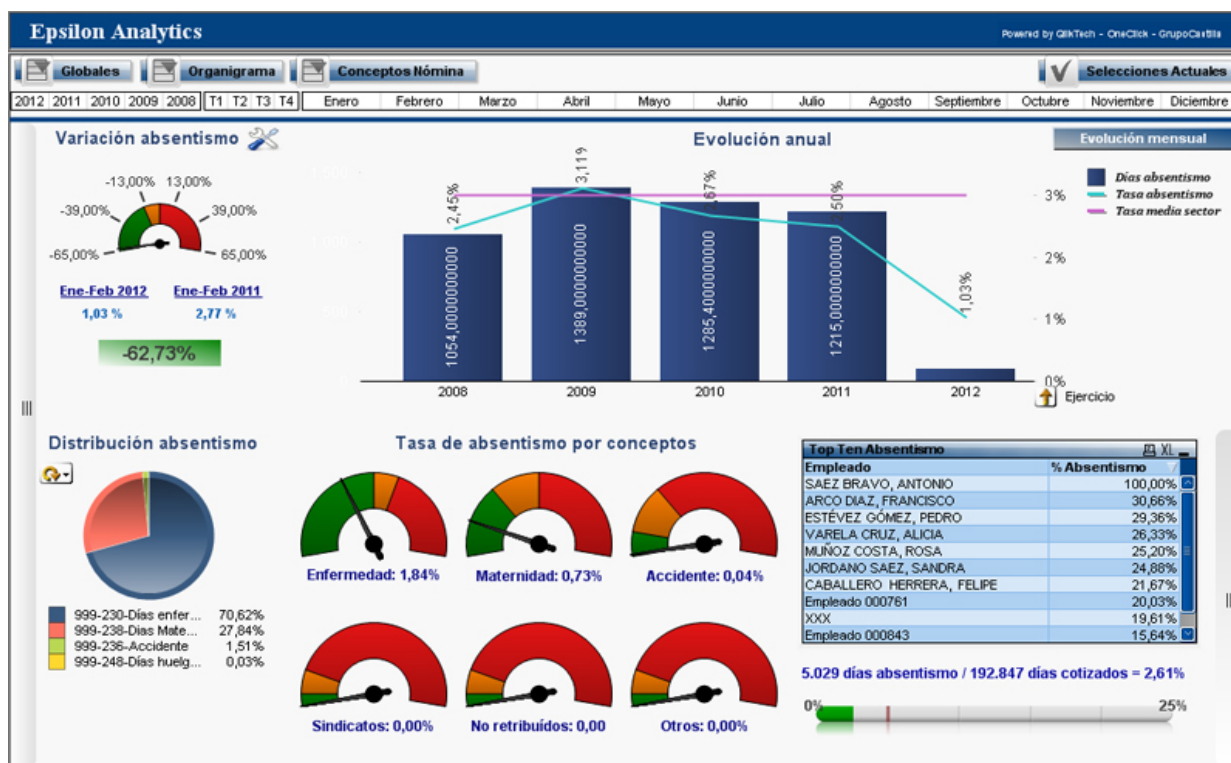 Epsilon Analytics
Powered by QlikTech - OneClick - GrupoCastilla
Globales Organigrama Conceptos Nómina Selecciones Actuales
2012 2011 2010 2009 2008 T1 T2 T3 T4 Enero Febrero Marzo Abril Mayo Junio Julio Agosto Septiembre Octubre Noviembre Diciembre
Variación absentismo
-13,00% 13,00%
-39,00% 39,00%
-65,00% 65,00%
Ene-Feb 2012 Ene-Feb 2011
1,03 % 2,77 %
-62,73%
Evolución anual
Evolución mensual
Días absentismo
Tasa absentismo
Tasa media sector
2,45%
3,119
2,50%
1,03%
1054,0000000000
1389,0000000000
1285,4000000000
1215,0000000000
3%
2%
1%
0%
2008 2009 2010 2011 2012
Ejercicio
Distribución absentismo
999-230-Días enfer... 70,62%
999-238-Días Mate... 27,84%
999-236-Accidente 1,51%
999-248-Días huelg... 0,03%
Tasa de absentismo por conceptos
Enfermedad: 1,84% Maternidad: 0,73% Accidente: 0,04%
Sindicatos: 0,00% No retribuídos: 0,00 Otros: 0,00%
Top Ten Absentismo XL
Empleado % Absentismo
SAEZ BRAVO, ANTONIO 100,00%
ARCO DIAZ, FRANCISCO 30,66%
ESTÉVEZ GÓMEZ, PEDRO 29,36%
VARELA CRUZ, ALICIA 26,33%
MUÑOZ COSTA, ROSA 25,20%
JORDANO SAEZ, SANDRA 24,88%
CABALLERO HERRERA, FELIPE 21,67%
Empleado 000761 20,03%
XXX 19,61%
Empleado 000843 15,64%
5.029 días absentismo / 192.847 días cotizados = 2,61%
0% 25%